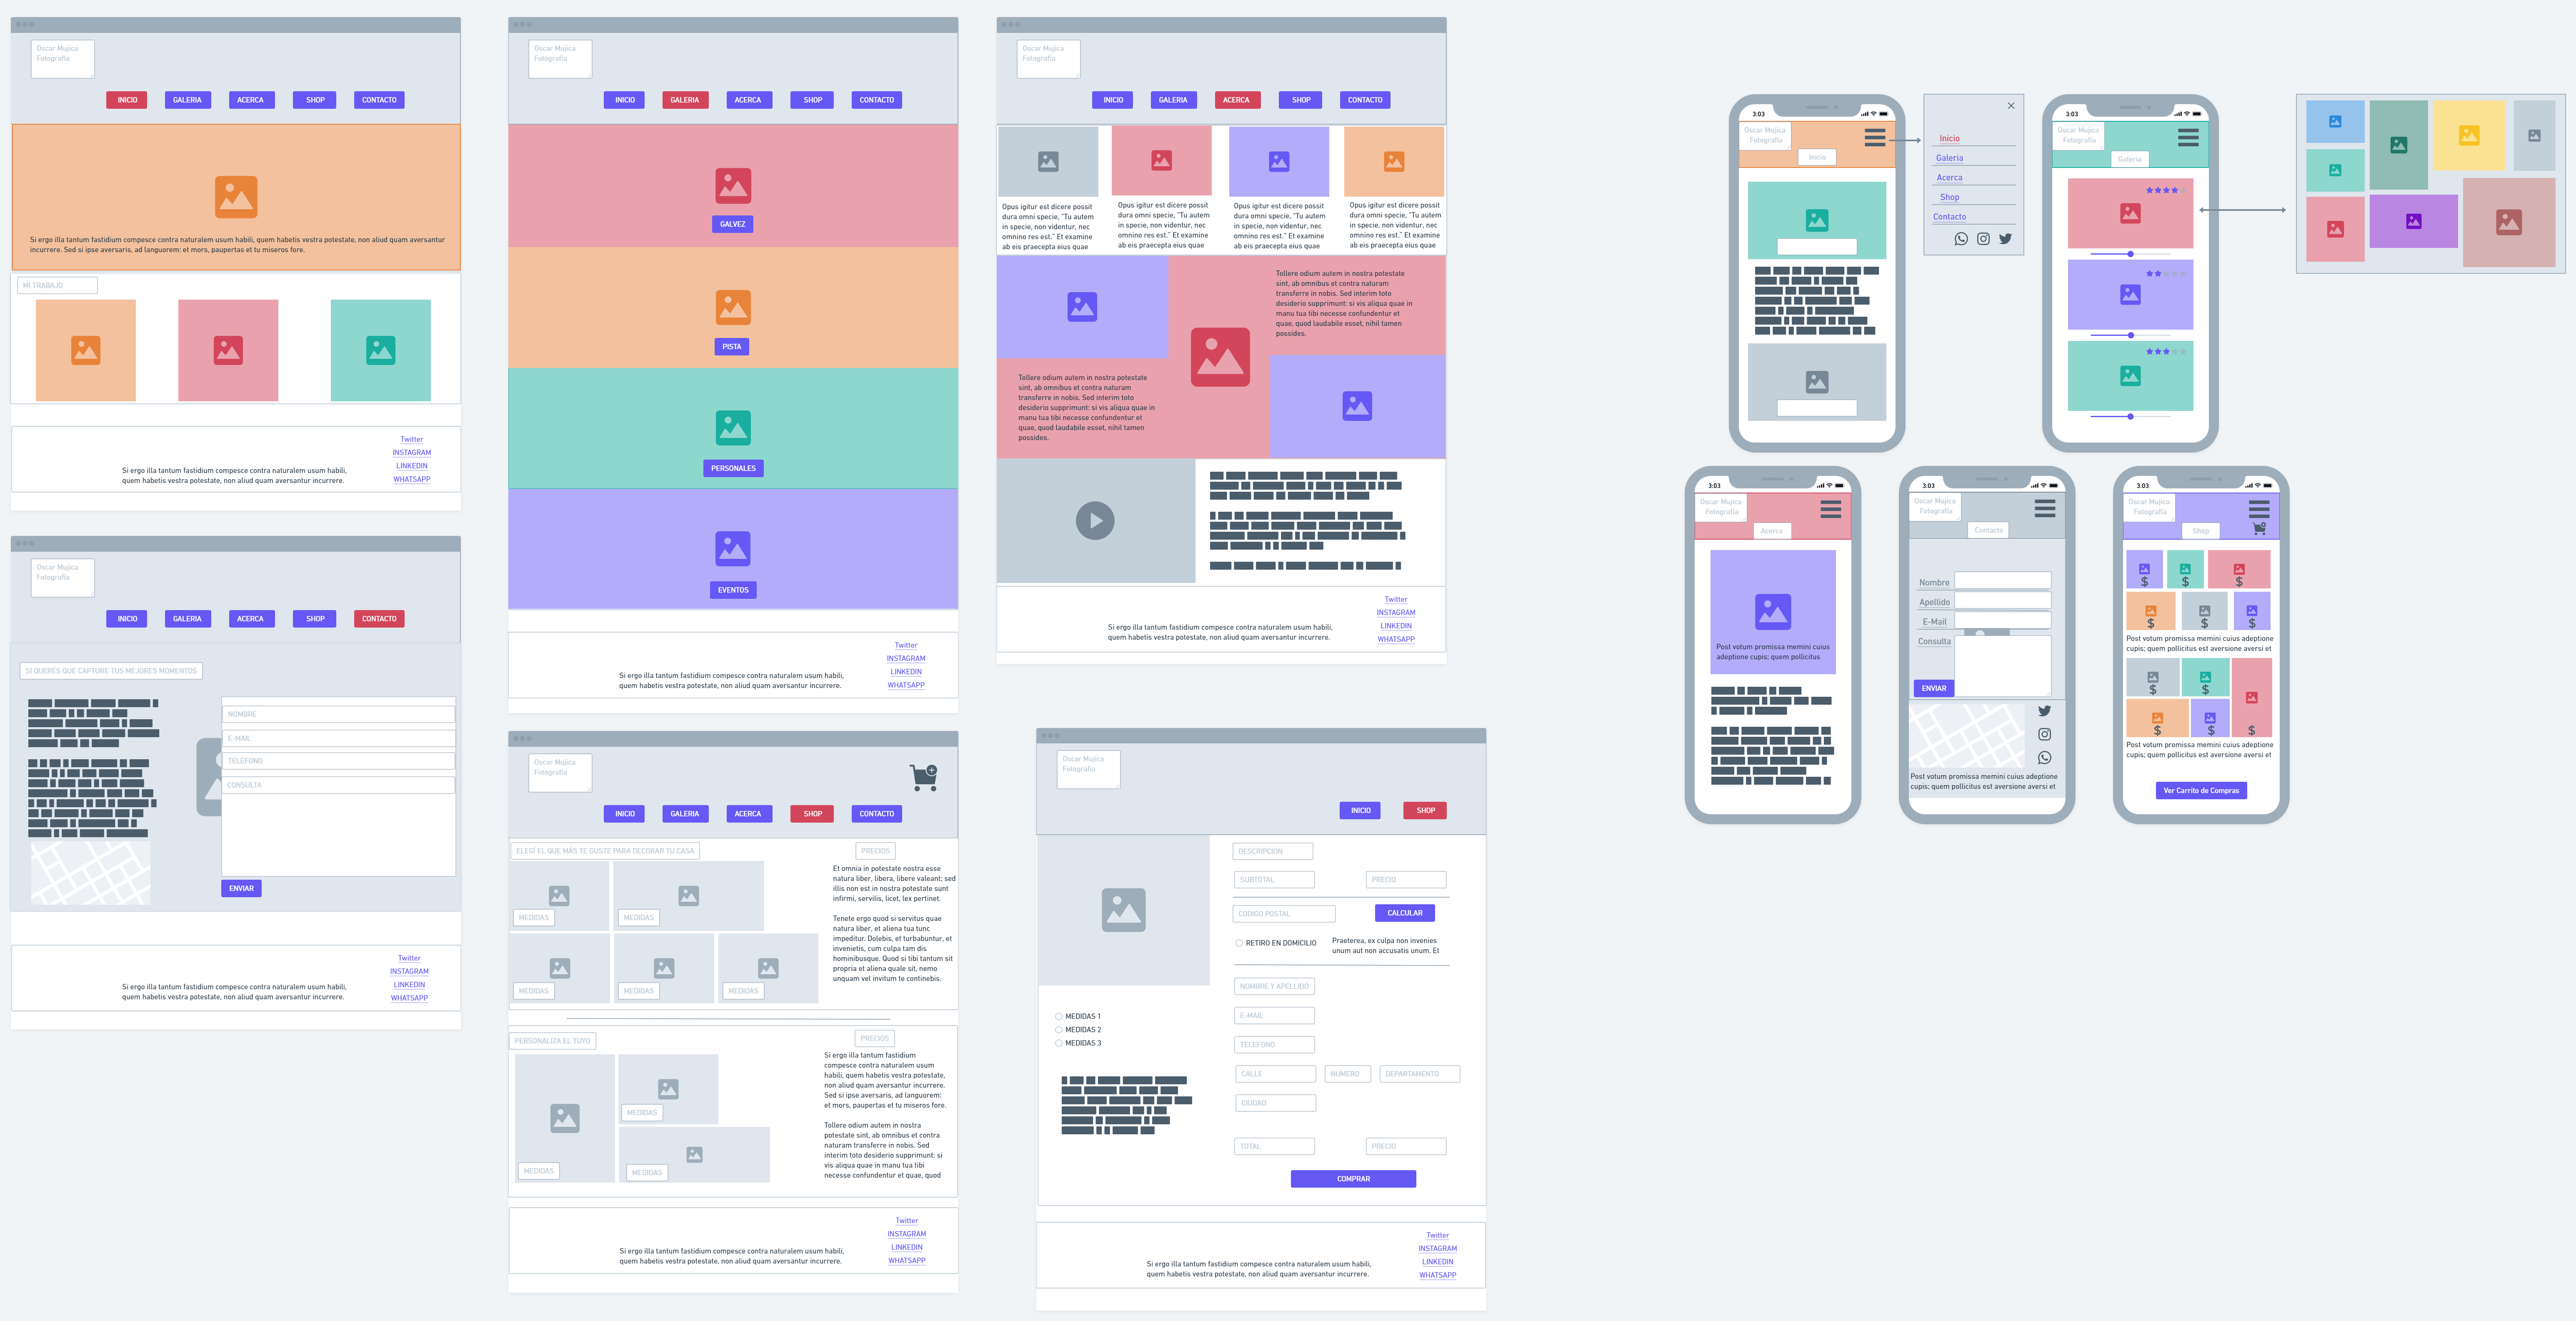 Oscar Mujica
Fotografía
INICIO GALERIA ACERCA SHOP CONTACTO
Si ergo illa tantum fastidium compesce contra naturalem usum habili, quem habetis vestra potestate, non aliud quam aversantur
incurrere. Sed si ipse aversaris, ad languorem: et mors, paupertas et tu miseros fore.
MI TRABAJO
Si ergo illa tantum fastidium compesce contra naturalem usum habili,
quem habetis vestra potestate, non aliud quam aversantur incurrere.
Twitter
INSTAGRAM
LINKEDIN
WHATSAPP
Oscar Mujica
Fotografía
INICIO GALERIA ACERCA SHOP CONTACTO
SI QUERÉS QUE CAPTURE TUS MEJORES MOMENTOS
NOMBRE
E-MAIL
TELEFONO
CONSULTA
ENVIAR
Si ergo illa tantum fastidium compesce contra naturalem usum habili,
quem habetis vestra potestate, non aliud quam aversantur incurrere.
Twitter
INSTAGRAM
LINKEDIN
WHATSAPP
Oscar Mujica
Fotografía
INICIO GALERIA ACERCA SHOP CONTACTO
GALVEZ
PISTA
PERSONALES
EVENTOS
Si ergo illa tantum fastidium compesce contra naturalem usum habili,
quem habetis vestra potestate, non aliud quam aversantur incurrere.
Twitter
INSTAGRAM
LINKEDIN
WHATSAPP
Oscar Mujica
Fotografía
INICIO GALERIA ACERCA SHOP CONTACTO
ELEGÍ EL QUE MÁS TE GUSTE PARA DECORAR TU CASA
MEDIDAS
MEDIDAS
MEDIDAS
MEDIDAS
MEDIDAS
PRECIOS
Et omnia in potestate nostra esse
natura liber, libera, libere valeant; sed
illis non est in nostra potestate sunt
infirmi, servilis, licet, lex pertinet.
Tenete ergo quod si servitus quae
natura liber, et aliena tua tunc
impeditur. Dolebis, et turbabuntur, et
invenietis, cum culpa tam dis
hominibusque. Quod si tibi tantum sit
propria et aliena quale sit, nemo
unquam vel invitum te continebis.
PERSONALIZA EL TUYO
MEDIDAS
MEDIDAS
MEDIDAS
PRECIOS
Si ergo illa tantum fastidium
compesce contra naturalem usum
habili, quem habetis vestra potestate,
non aliud quam aversantur incurrere.
Sed si ipse aversaris, ad languorem:
et mors, paupertas et tu miseros fore.
Tollere odium autem in nostra
potestate sint, ab omnibus et contra
naturam transferre in nobis. Sed
interim toto desiderio supprimunt: si
vis aliqua quae in manu tua tibi
necesse confundentur et quae, quod
Si ergo illa tantum fastidium compesce contra naturalem usum habili,
quem habetis vestra potestate, non aliud quam aversantur incurrere.
Twitter
INSTAGRAM
LINKEDIN
WHATSAPP
Oscar Mujica
Fotografía
INICIO GALERIA ACERCA SHOP CONTACTO
Opus igitur est dicere possit
dura omni specie, "Tu autem
in specie, non videntur, nec
omnino res est." Et examine
ab eis praecepta eius quae
Opus igitur est dicere possit
dura omni specie, "Tu autem
in specie, non videntur, nec
omnino res est." Et examine
ab eis praecepta eius quae
Opus igitur est dicere possit
dura omni specie, "Tu autem
in specie, non videntur, nec
omnino res est." Et examine
ab eis praecepta eius quae
Opus igitur est dicere possit
dura omni specie, "Tu autem
in specie, non videntur, nec
omnino res est." Et examine
ab eis praecepta eius quae
Tollere odium autem in nostra potestate
sint, ab omnibus et contra naturam
transferre in nobis. Sed interim toto
desiderio supprimunt: si vis aliqua quae in
manu tua tibi necesse confundentur et
quae, quod laudabile esset, nihil tamen
possides.
Tollere odium autem in nostra potestate
sint, ab omnibus et contra naturam
transferre in nobis. Sed interim toto
desiderio supprimunt: si vis aliqua quae in
manu tua tibi necesse confundentur et
quae, quod laudabile esset, nihil tamen
possides.
Si ergo illa tantum fastidium compesce contra naturalem usum habili,
quem habetis vestra potestate, non aliud quam aversantur incurrere.
Twitter
INSTAGRAM
LINKEDIN
WHATSAPP
Oscar Mujica
Fotografía
INICIO SHOP
MEDIDAS 1
MEDIDAS 2
MEDIDAS 3
DESCRIPCION
SUBTOTAL PRECIO
CODIGO POSTAL CALCULAR
RETIRO EN DOMICILIO
Praeterea, ex culpa non invenies
unum aut non accusatis unum. Et
NOMBRE Y APELLIDO
E-MAIL
TELEFONO
CALLE NUMERO DEPARTAMENTO
CIUDAD
TOTAL PRECIO
COMPRAR
Si ergo illa tantum fastidium compesce contra naturalem usum habili,
quem habetis vestra potestate, non aliud quam aversantur incurrere.
Twitter
INSTAGRAM
LINKEDIN
WHATSAPP
3:03
Oscar Mujica
Fotografía
Inicio
Inicio
Galeria
Acerca
Shop
Contacto
3:03
Oscar Mujica
Fotografía
Galeria
3:03
Oscar Mujica
Fotografía
Acerca
Post votum promissa memini cuius
adeptione cupis; quem pollicitus
3:03
Oscar Mujica
Fotografía
Contacto
Nombre
Apellido
E-Mail
Consulta
ENVIAR
Post votum promissa memini cuius adeptione
cupis; quem pollicitus est aversione aversi et
3:03
Oscar Mujica
Fotografía
Shop
$ $ $
$ $ $
Post votum promissa memini cuius adeptione
cupis; quem pollicitus est aversione aversi et
$ $
$ $ $
Post votum promissa memini cuius adeptione
cupis; quem pollicitus est aversione aversi et
Ver Carrito de Compras